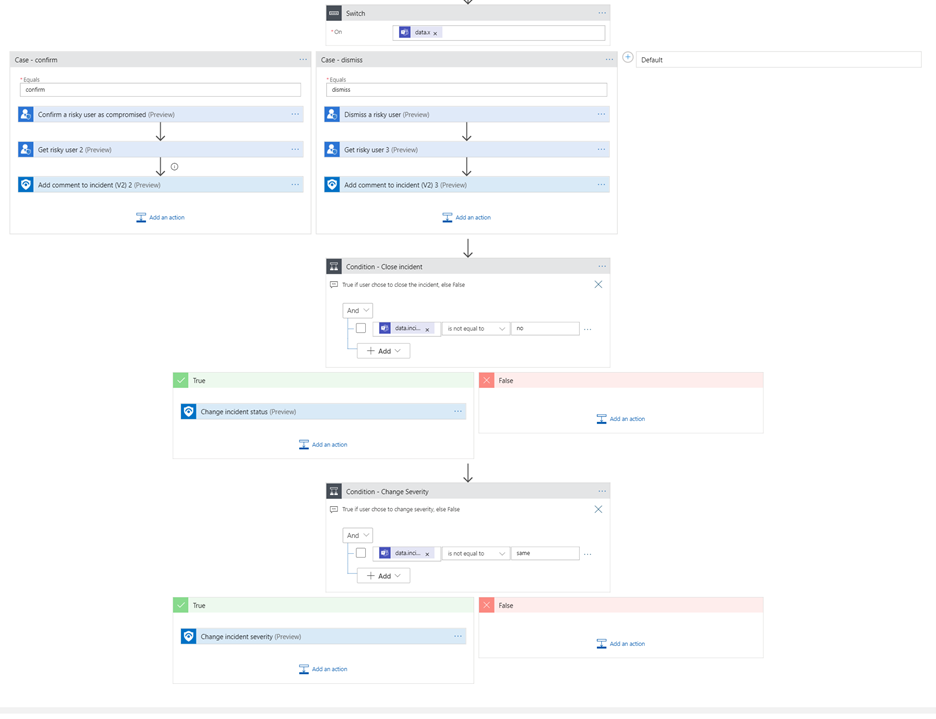 Switch
* On
data.x ×
Case - confirm
* Equals
confirm
Confirm a risky user as compromised (Preview)
Get risky user 2 (Preview)
Add comment to incident (V2) 2 (Preview)
Add an action
Case - dismiss
* Equals
dismiss
Dismiss a risky user (Preview)
Get risky user 3 (Preview)
Add comment to incident (V2) 3 (Preview)
Add an action
Default
Condition - Close incident
True if user chose to close the incident, else False
And
data.inci... × is not equal to no
Add
True
Change incident status (Preview)
Add an action
False
Add an action
Condition - Change Severity
True if user chose to change severity, else False
And
data.inci... × is not equal to same
Add
True
Change incident severity (Preview)
Add an action
False
Add an action